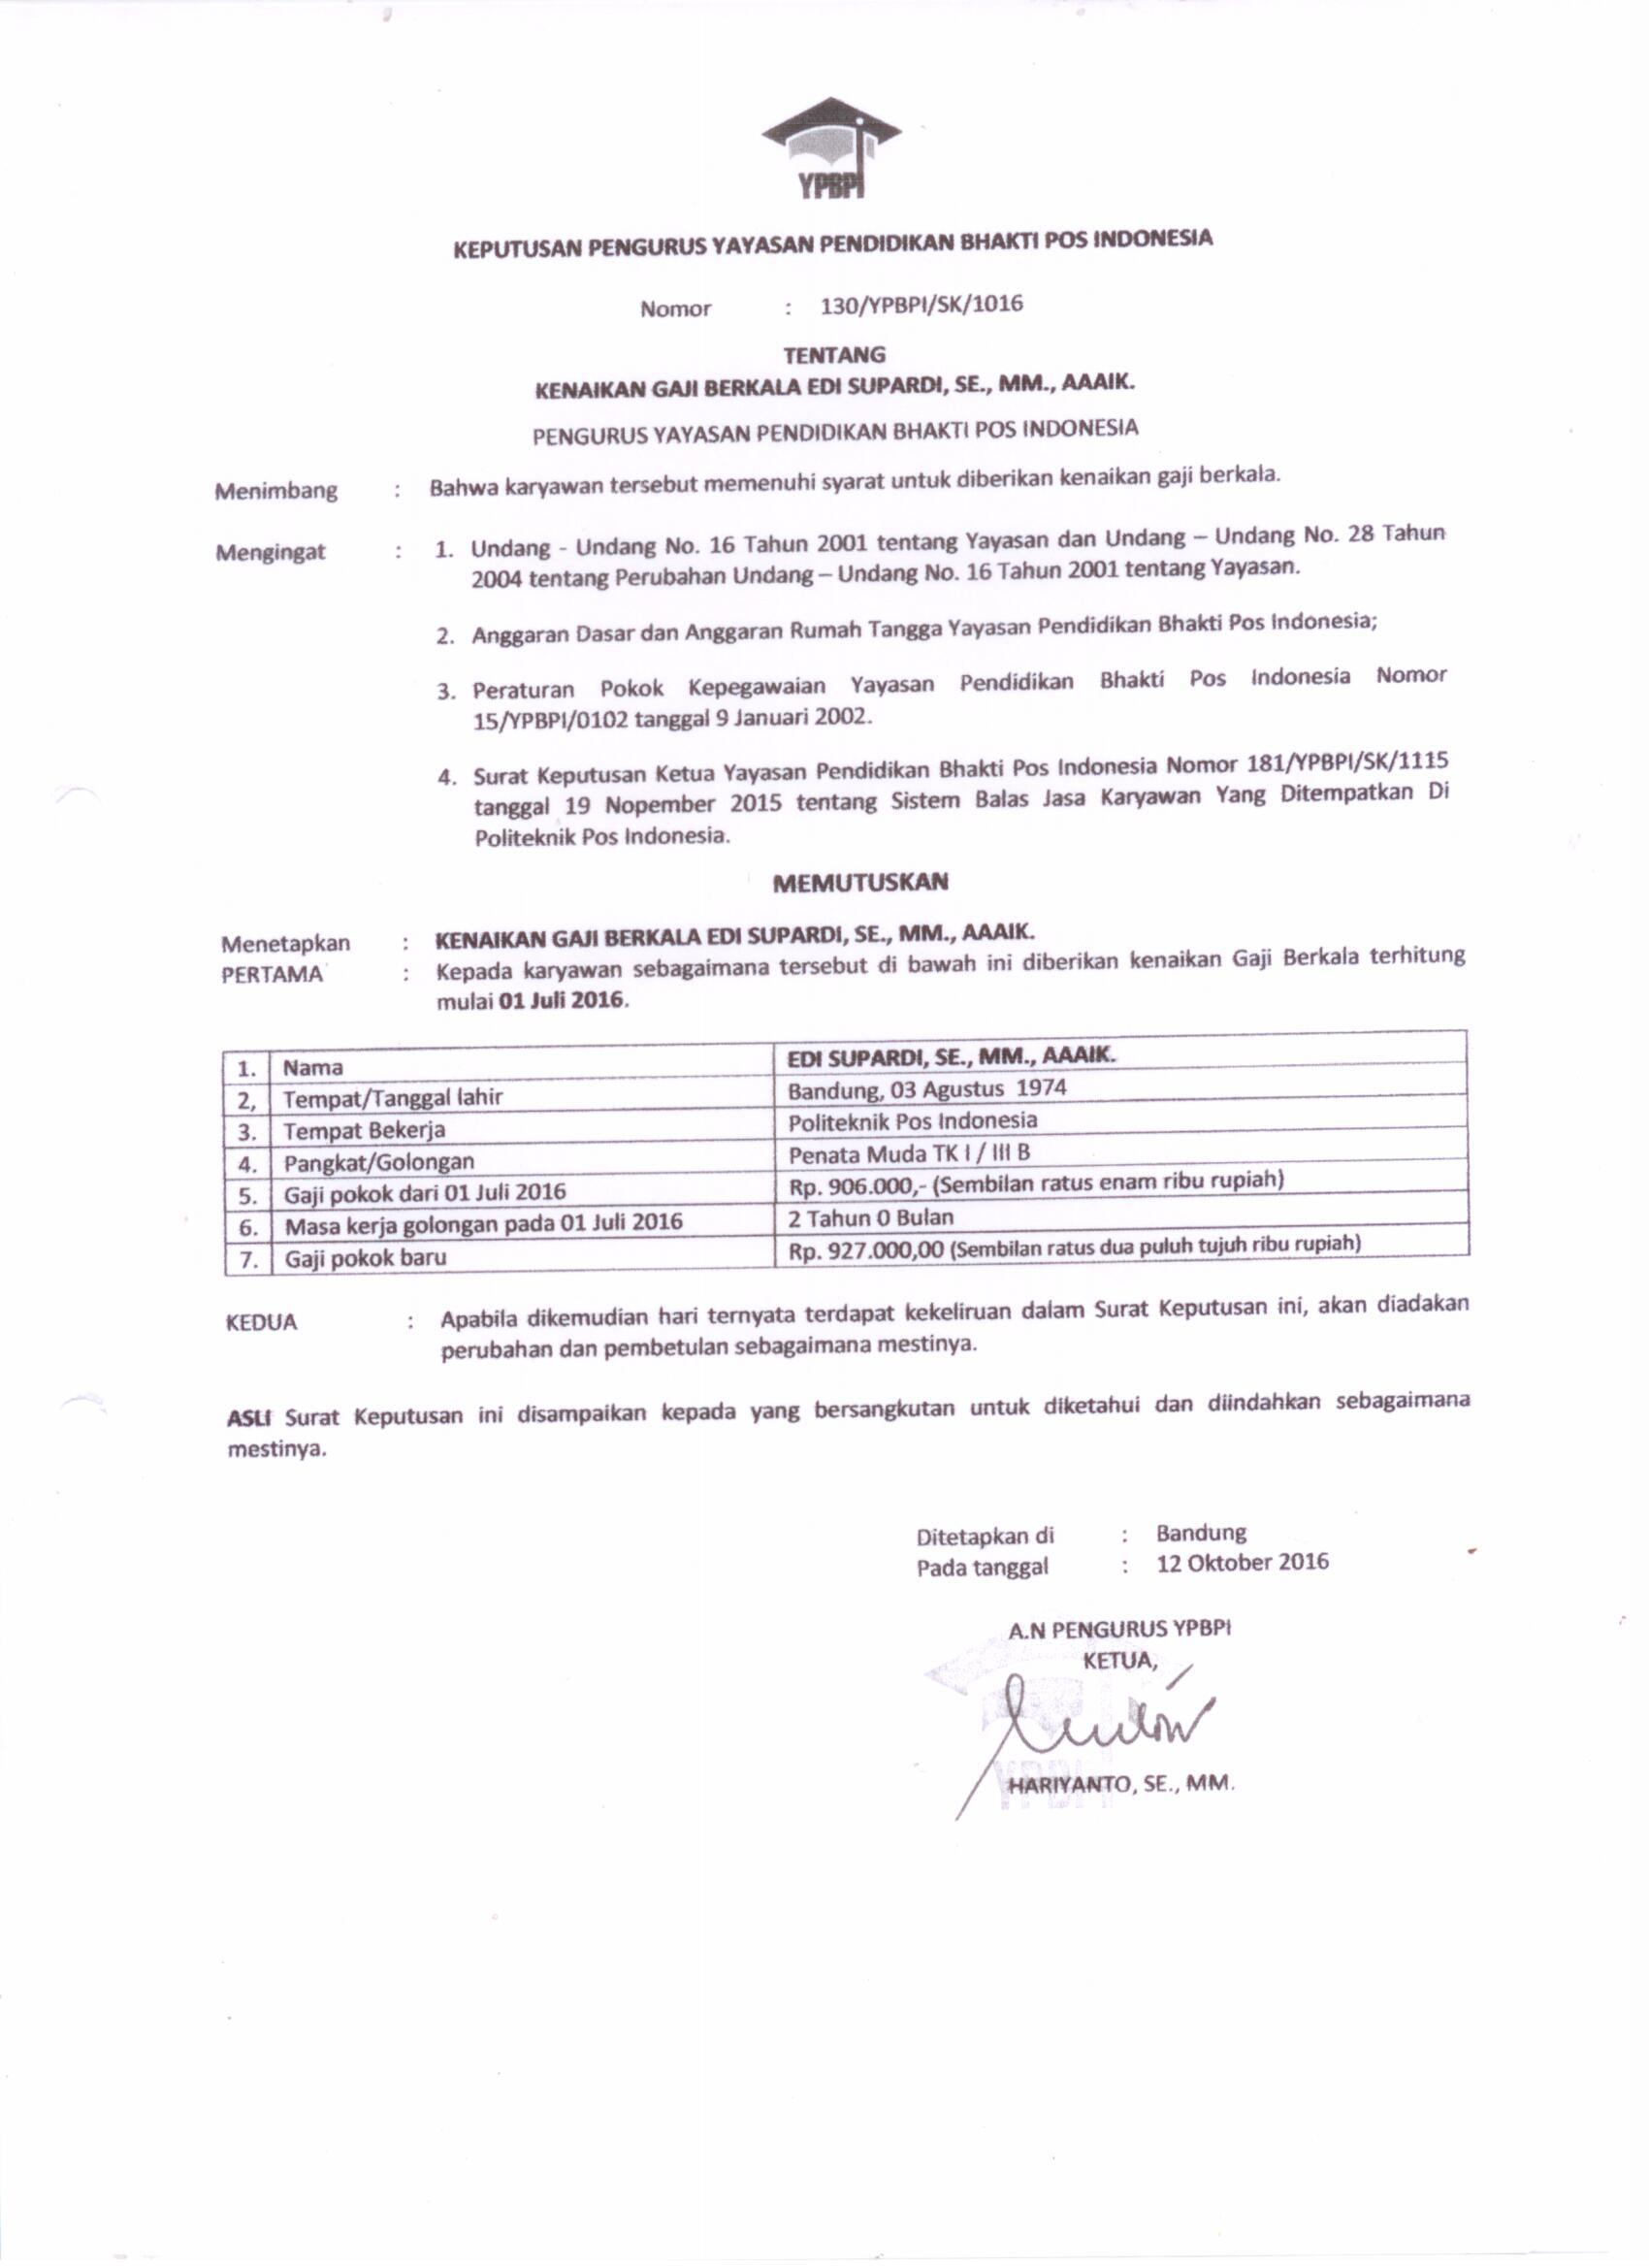 YPBPI
KEPUTUSAN PENGURUS YAYASAN PENDIDIKAN BHAKTI POS INDONESIA
Nomor : 130/YPBPI/SK/1016
TENTANG
KENAIKAN GAJI BERKALA EDI SUPARDI, SE., MM., AAAIK.
PENGURUS YAYASAN PENDIDIKAN BHAKTI POS INDONESIA
Menimbang : Bahwa karyawan tersebut memenuhi syarat untuk diberikan kenaikan gaji berkala.
Mengingat : 1. Undang - Undang No. 16 Tahun 2001 tentang Yayasan dan Undang – Undang No. 28 Tahun
2004 tentang Perubahan Undang – Undang No. 16 Tahun 2001 tentang Yayasan.
2. Anggaran Dasar dan Anggaran Rumah Tangga Yayasan Pendidikan Bhakti Pos Indonesia;
3. Peraturan Pokok Kepegawaian Yayasan Pendidikan Bhakti Pos Indonesia Nomor
15/YPBPI/0102 tanggal 9 Januari 2002.
4. Surat Keputusan Ketua Yayasan Pendidikan Bhakti Pos Indonesia Nomor 181/YPBPI/SK/1115
tanggal 19 Nopember 2015 tentang Sistem Balas Jasa Karyawan Yang Ditempatkan Di
Politeknik Pos Indonesia.
MEMUTUSKAN
Menetapkan : KENAIKAN GAJI BERKALA EDI SUPARDI, SE., MM., AAAIK.
PERTAMA : Kepada karyawan sebagaimana tersebut di bawah ini diberikan kenaikan Gaji Berkala terhitung
mulai 01 Juli 2016.
1. Nama EDI SUPARDI, SE., MM., AAAIK.
2, Tempat/Tanggal lahir Bandung, 03 Agustus 1974
3. Tempat Bekerja Politeknik Pos Indonesia
4. Pangkat/Golongan Penata Muda TK I / III B
5. Gaji pokok dari 01 Juli 2016 Rp. 906.000,- (Sembilan ratus enam ribu rupiah)
6. Masa kerja golongan pada 01 Juli 2016 2 Tahun 0 Bulan
7. Gaji pokok baru Rp. 927.000,00 (Sembilan ratus dua puluh tujuh ribu rupiah)
KEDUA : Apabila dikemudian hari ternyata terdapat kekeliruan dalam Surat Keputusan ini, akan diadakan
perubahan dan pembetulan sebagaimana mestinya.
ASLI Surat Keputusan ini disampaikan kepada yang bersangkutan untuk diketahui dan diindahkan sebagaimana
mestinya.
Ditetapkan di : Bandung
Pada tanggal : 12 Oktober 2016
A.N PENGURUS YPBPI
KETUA,
YPBPI
HARIYANTO, SE., MM.